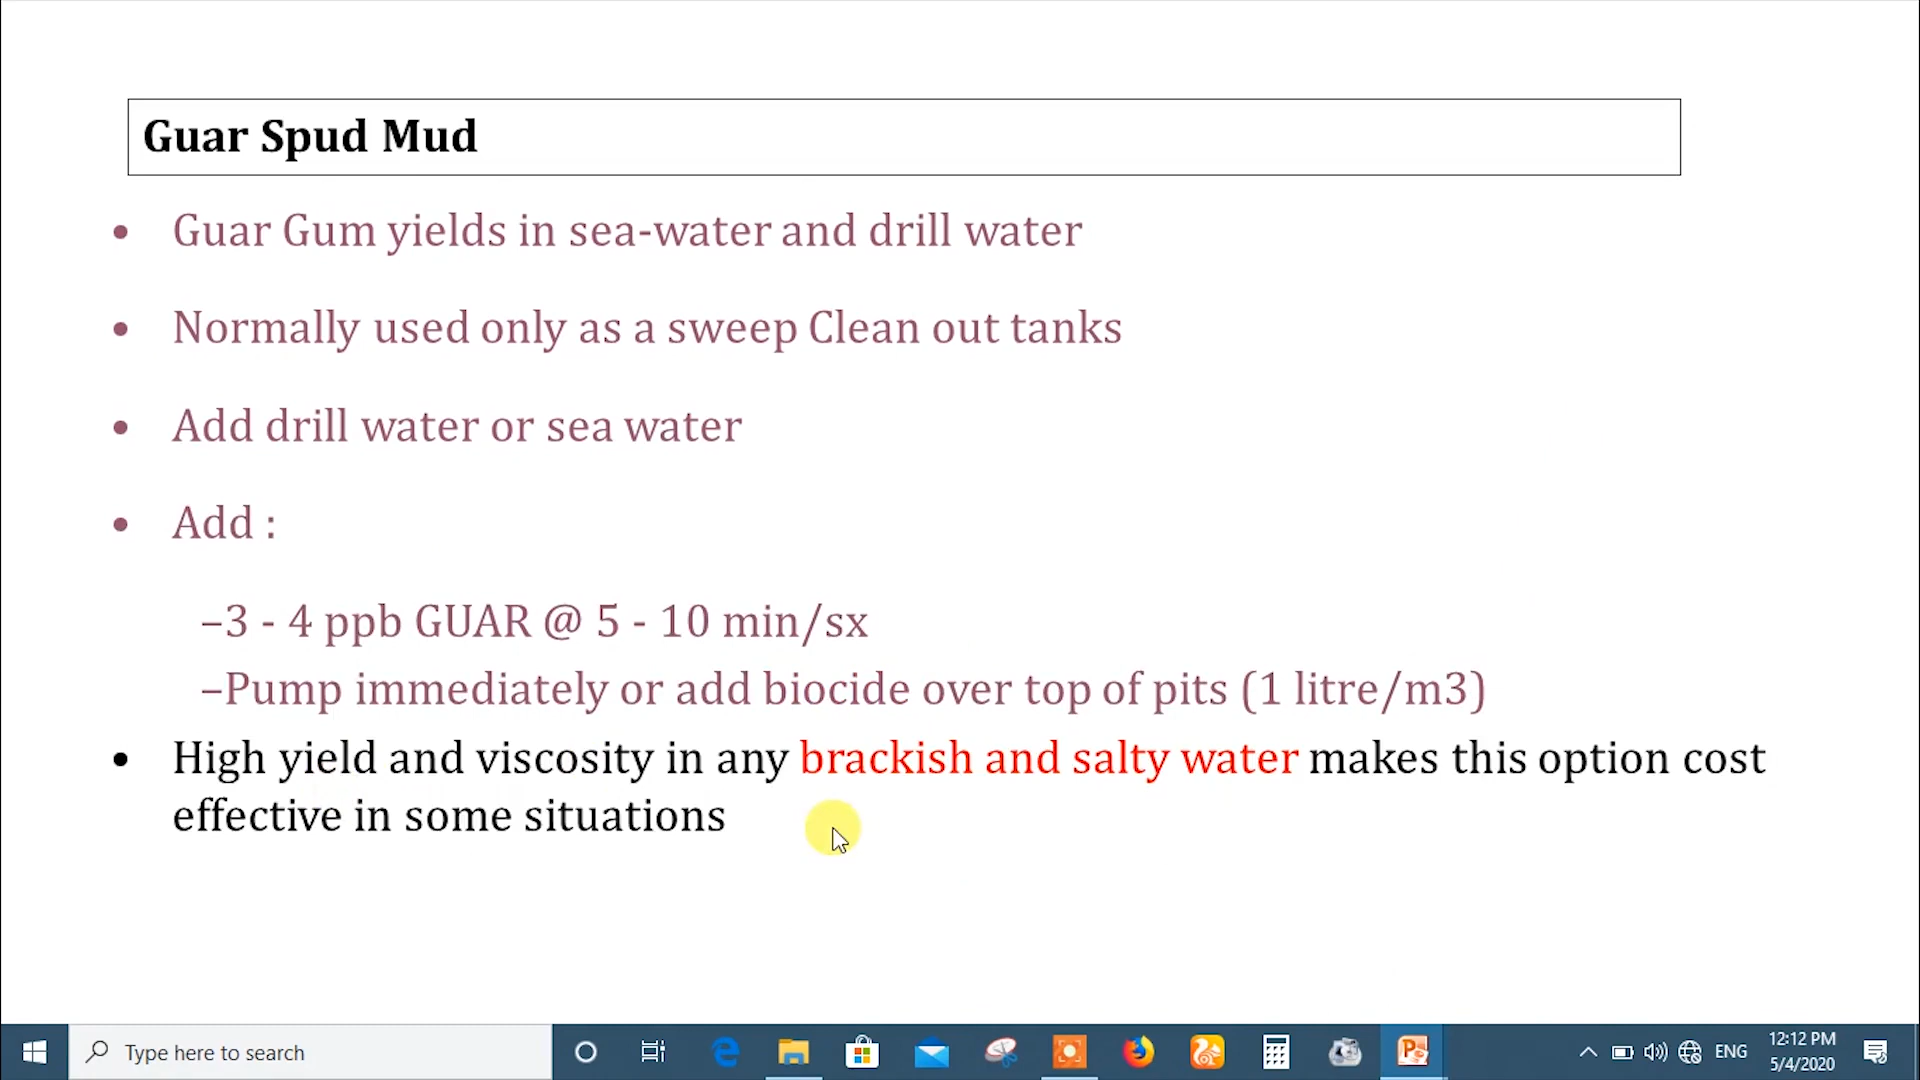 Guar Spud Mud
• Guar Gum yields in sea-water and drill water
• Normally used only as a sweep Clean out tanks
• Add drill water or sea water
• Add :
–3 - 4 ppb GUAR @ 5 - 10 min/sx
–Pump immediately or add biocide over top of pits (1 litre/m3)
• High yield and viscosity in any brackish and salty water makes this option cost
effective in some situations
Type here to search
ENG
12:12 PM
5/4/2020